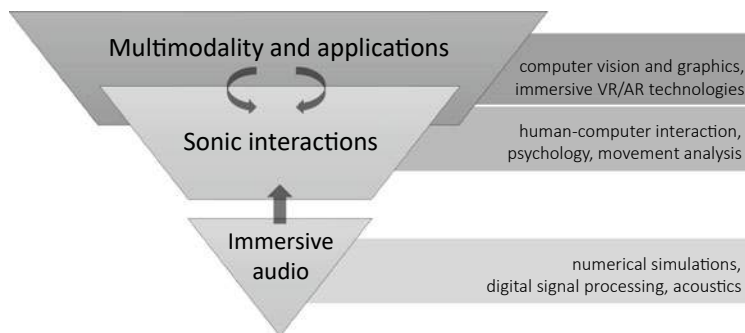 Multimodality and applications
computer vision and graphics,
immersive VR/AR technologies
Sonic interactions
human-computer interaction,
psychology, movement analysis
Immersive
audio
numerical simulations,
digital signal processing, acoustics